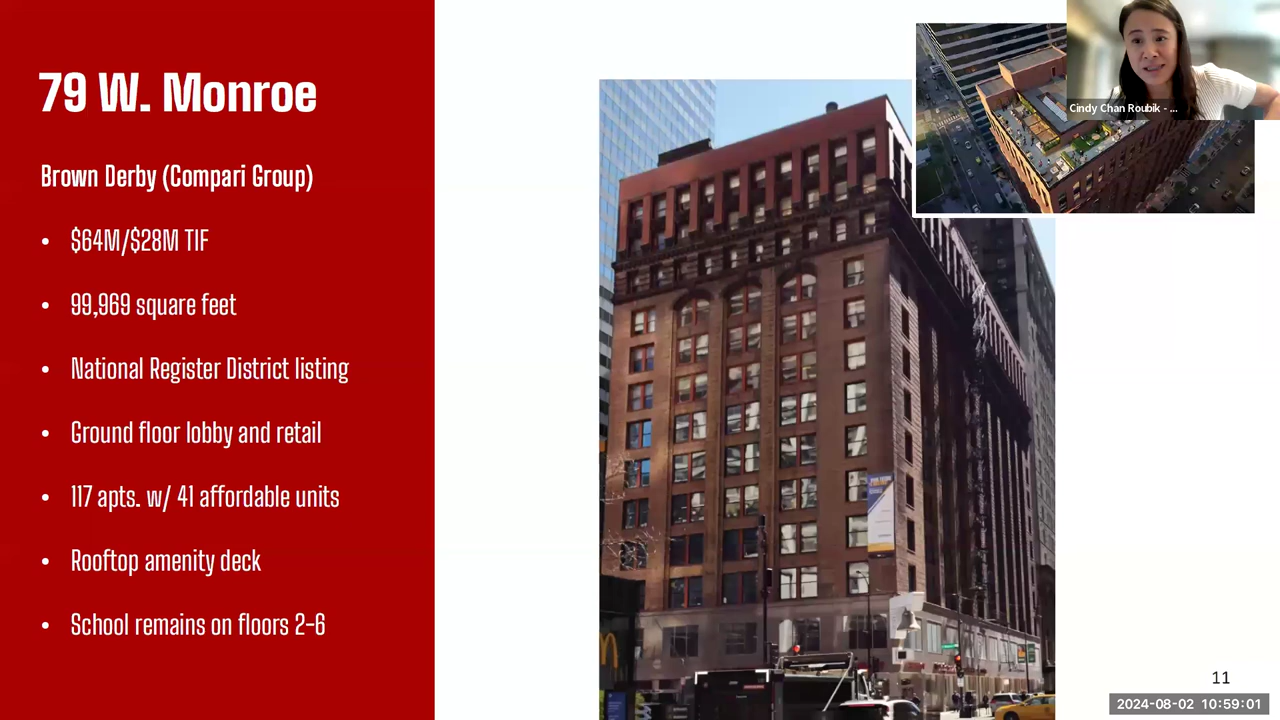 79 W. Monroe
Brown Derby (Compari Group)
• $64M/$28M TIF
• 99,969 square feet
• National Register District listing
• Ground floor lobby and retail
• 117 apts. w/ 41 affordable units
• Rooftop amenity deck
• School remains on floors 2-6
Cindy Chan Roubik - ...
11
2024-08-02 10:59:01